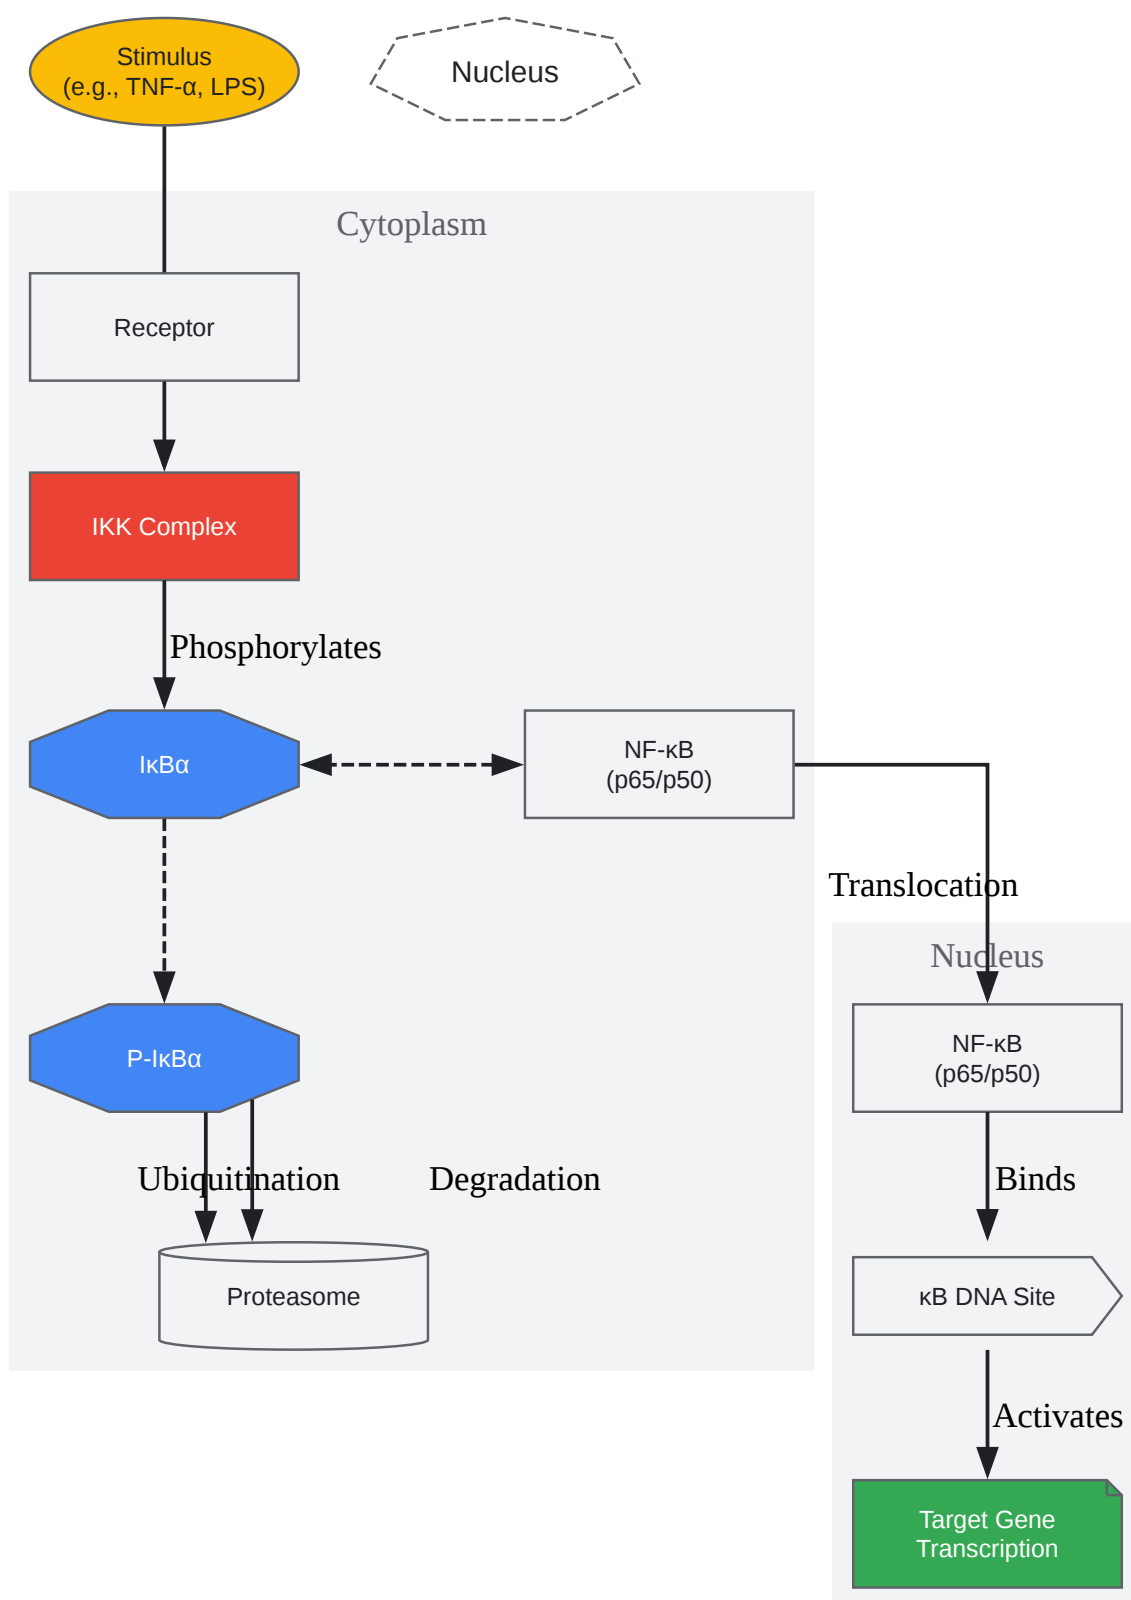 Stimulus
(e.g., TNF-α, LPS)
Nucleus
Cytoplasm
Receptor
IKK Complex
Phosphorylates
IκBα
NF-κB
(p65/p50)
Translocation
Nucleus
P-IκBα
NF-κB
(p65/p50)
Ubiquitination
Degradation
Binds
Proteasome
κB DNA Site
Activates
Target Gene
Transcription